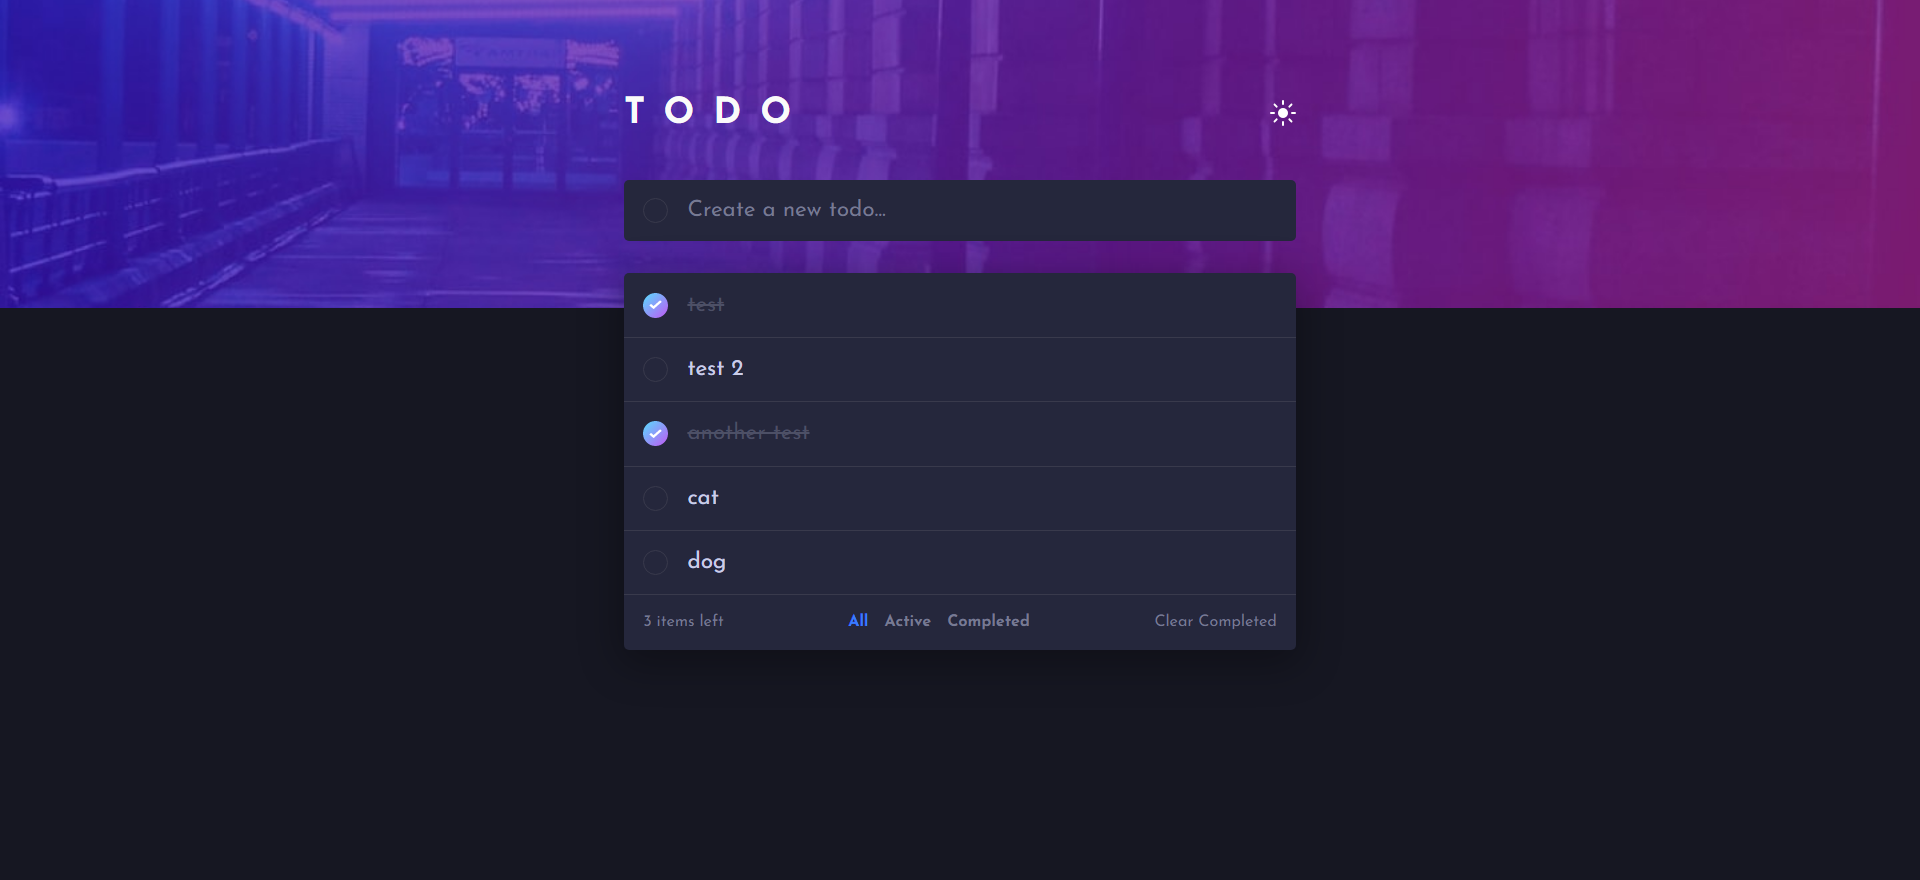 TODO
Create a new todo...
test
test 2
another test
cat
dog
3 items left All Active Completed Clear Completed